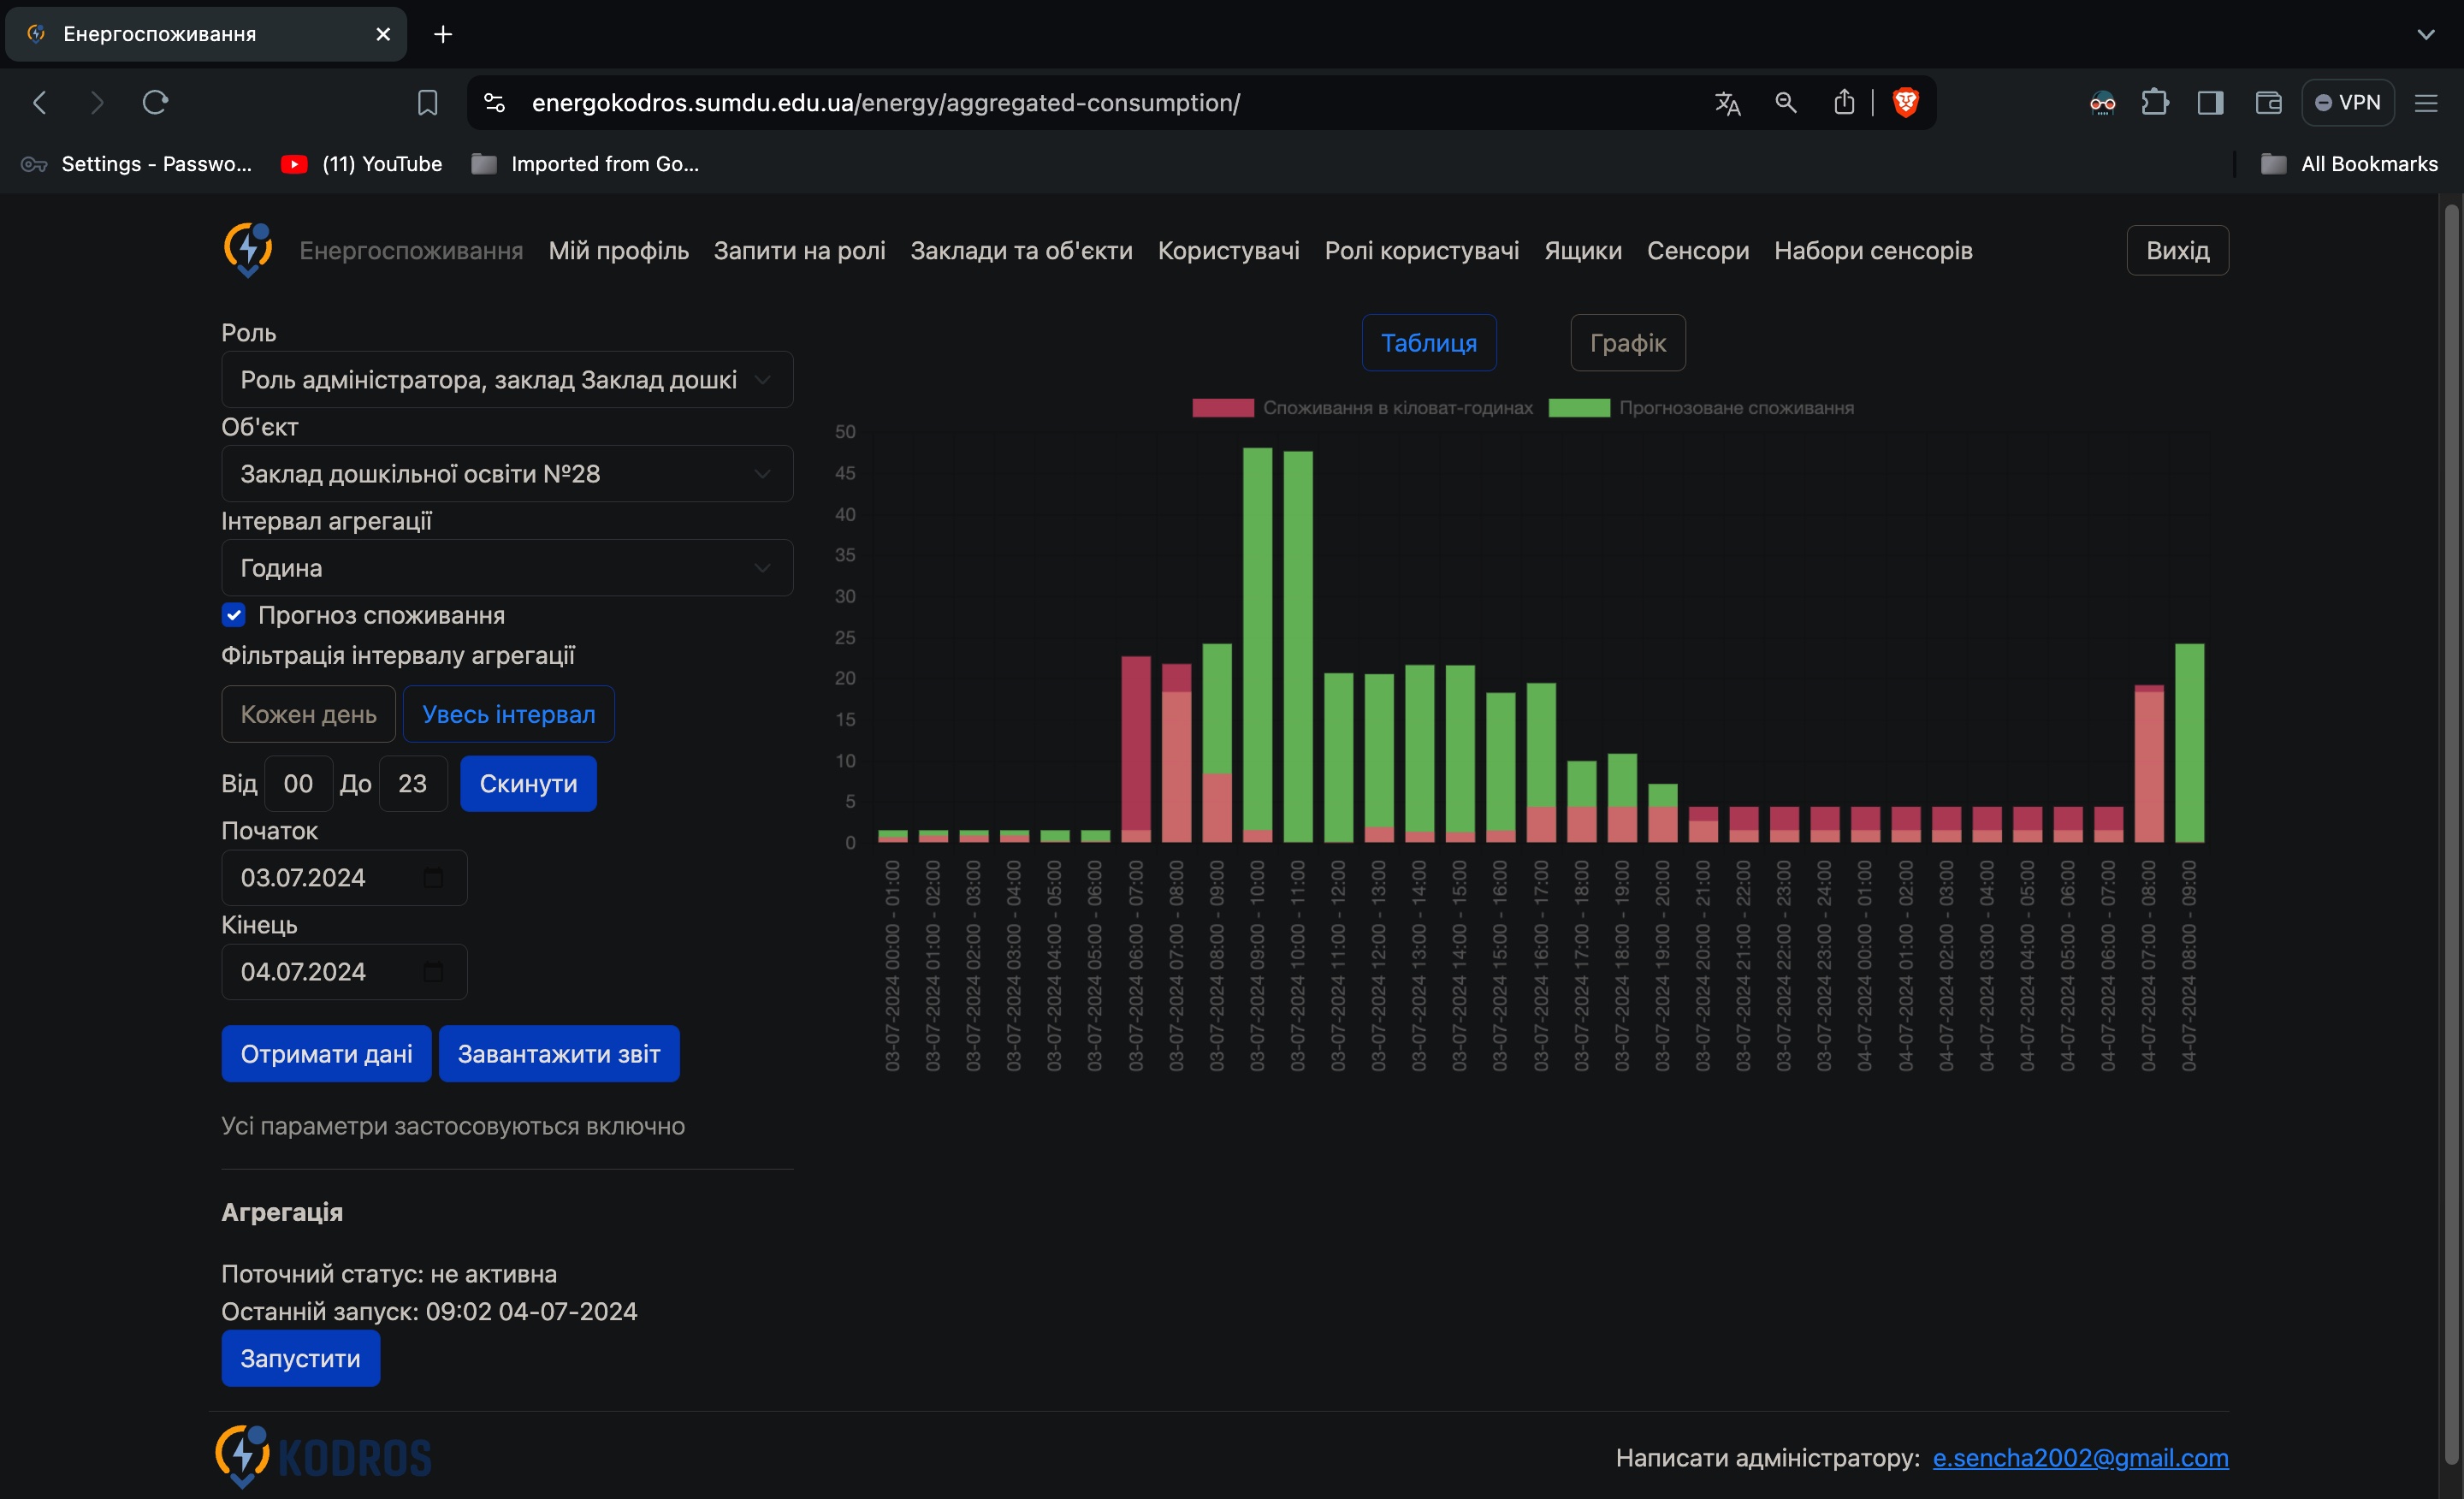 Енергоспоживання
energokodros.sumdu.edu.ua/energy/aggregated-consumption/
VPN
Settings - Passwo...
(11) YouTube
Imported from Go...
All Bookmarks
Енергоспоживання Мій профіль Запити на ролі Заклади та об'єкти Користувачі Ролі користувачі Ящики Сенсори Набори сенсорів Вихід
Роль
Роль адміністратора, заклад Заклад дошкі
Об'єкт
Заклад дошкільної освіти №28
Інтервал агрегації
Година
Прогноз споживання
Фільтрація інтервалу агрегації
Кожен день Увесь інтервал
Від 00 До 23 Скинути
Початок
03.07.2024
Кінець
04.07.2024
Отримати дані Завантажити звіт
Усі параметри застосовуються включно
Агрегація
Поточний статус: не активна
Останній запуск: 09:02 04-07-2024
Запустити
Таблиця Графік
Споживання в кіловат-годинах Прогнозоване споживання
50
45
40
35
30
25
20
15
10
5
0
03-07-2024 00:00 - 01:00
03-07-2024 01:00 - 02:00
03-07-2024 02:00 - 03:00
03-07-2024 03:00 - 04:00
03-07-2024 04:00 - 05:00
03-07-2024 05:00 - 06:00
03-07-2024 06:00 - 07:00
03-07-2024 07:00 - 08:00
03-07-2024 08:00 - 09:00
03-07-2024 09:00 - 10:00
03-07-2024 10:00 - 11:00
03-07-2024 11:00 - 12:00
03-07-2024 12:00 - 13:00
03-07-2024 13:00 - 14:00
03-07-2024 14:00 - 15:00
03-07-2024 15:00 - 16:00
03-07-2024 16:00 - 17:00
03-07-2024 17:00 - 18:00
03-07-2024 18:00 - 19:00
03-07-2024 19:00 - 20:00
03-07-2024 20:00 - 21:00
03-07-2024 21:00 - 22:00
03-07-2024 22:00 - 23:00
03-07-2024 23:00 - 24:00
04-07-2024 00:00 - 01:00
04-07-2024 01:00 - 02:00
04-07-2024 02:00 - 03:00
04-07-2024 03:00 - 04:00
04-07-2024 04:00 - 05:00
04-07-2024 05:00 - 06:00
04-07-2024 06:00 - 07:00
04-07-2024 07:00 - 08:00
04-07-2024 08:00 - 09:00
KODROS
Написати адміністратору: e.sencha2002@gmail.com